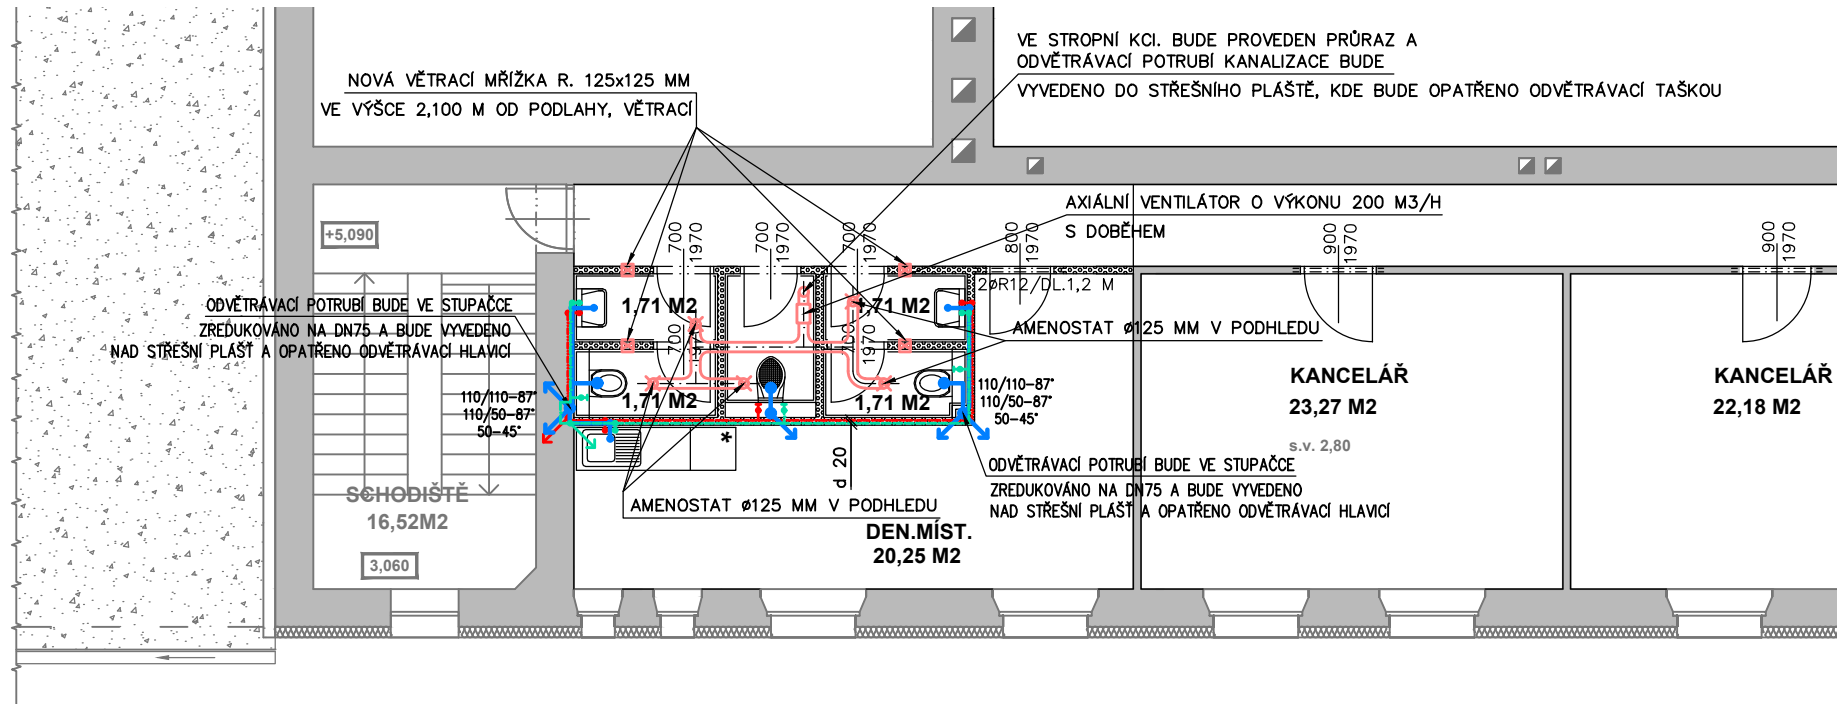 NOVÁ VĚTRACÍ MŘÍŽKA R. 125x125 MM
VE VÝŠCE 2,100 M OD PODLAHY, VĚTRACÍ
VE STROPNÍ KCI. BUDE PROVEDEN PRŮRAZ A
ODVĚTRÁVACÍ POTRUBÍ KANALIZACE BUDE
VYVEDENO DO STŘEŠNÍHO PLÁŠTĚ, KDE BUDE OPATŘENO ODVĚTRÁVACÍ TAŠKOU
AXIÁLNÍ VENTILÁTOR O VÝKONU 200 M3/H
S DOBĚHEM
+5,090
700
1970
700
1970
700
1970
800
1970
900
1970
900
1970
2øR12/DL.1,2 M
ODVĚTRÁVACÍ POTRUBÍ BUDE VE STUPAČCE
ZREDUKOVÁNO NA DN75 A BUDE VYVEDENO
NAD STŘEŠNÍ PLÁŠŤ A OPATŘENO ODVĚTRÁVACÍ HLAVICÍ
1,71 M2
1,71 M2
AMENOSTAT ø125 MM V PODHLEDU
700
1970
700
1970
1,71 M2
1,71 M2
110/110-87°
110/50-87°
50-45°
110/110-87°
110/50-87°
50-45°
KANCELÁŘ
23,27 M2
s.v. 2,80
KANCELÁŘ
22,18 M2
*
d 20
ODVĚTRÁVACÍ POTRUBÍ BUDE VE STUPAČCE
ZREDUKOVÁNO NA DN75 A BUDE VYVEDENO
NAD STŘEŠNÍ PLÁŠŤ A OPATŘENO ODVĚTRÁVACÍ HLAVICÍ
SCHODIŠTĚ
16,52M2
AMENOSTAT ø125 MM V PODHLEDU
DEN.MÍST.
20,25 M2
3,060